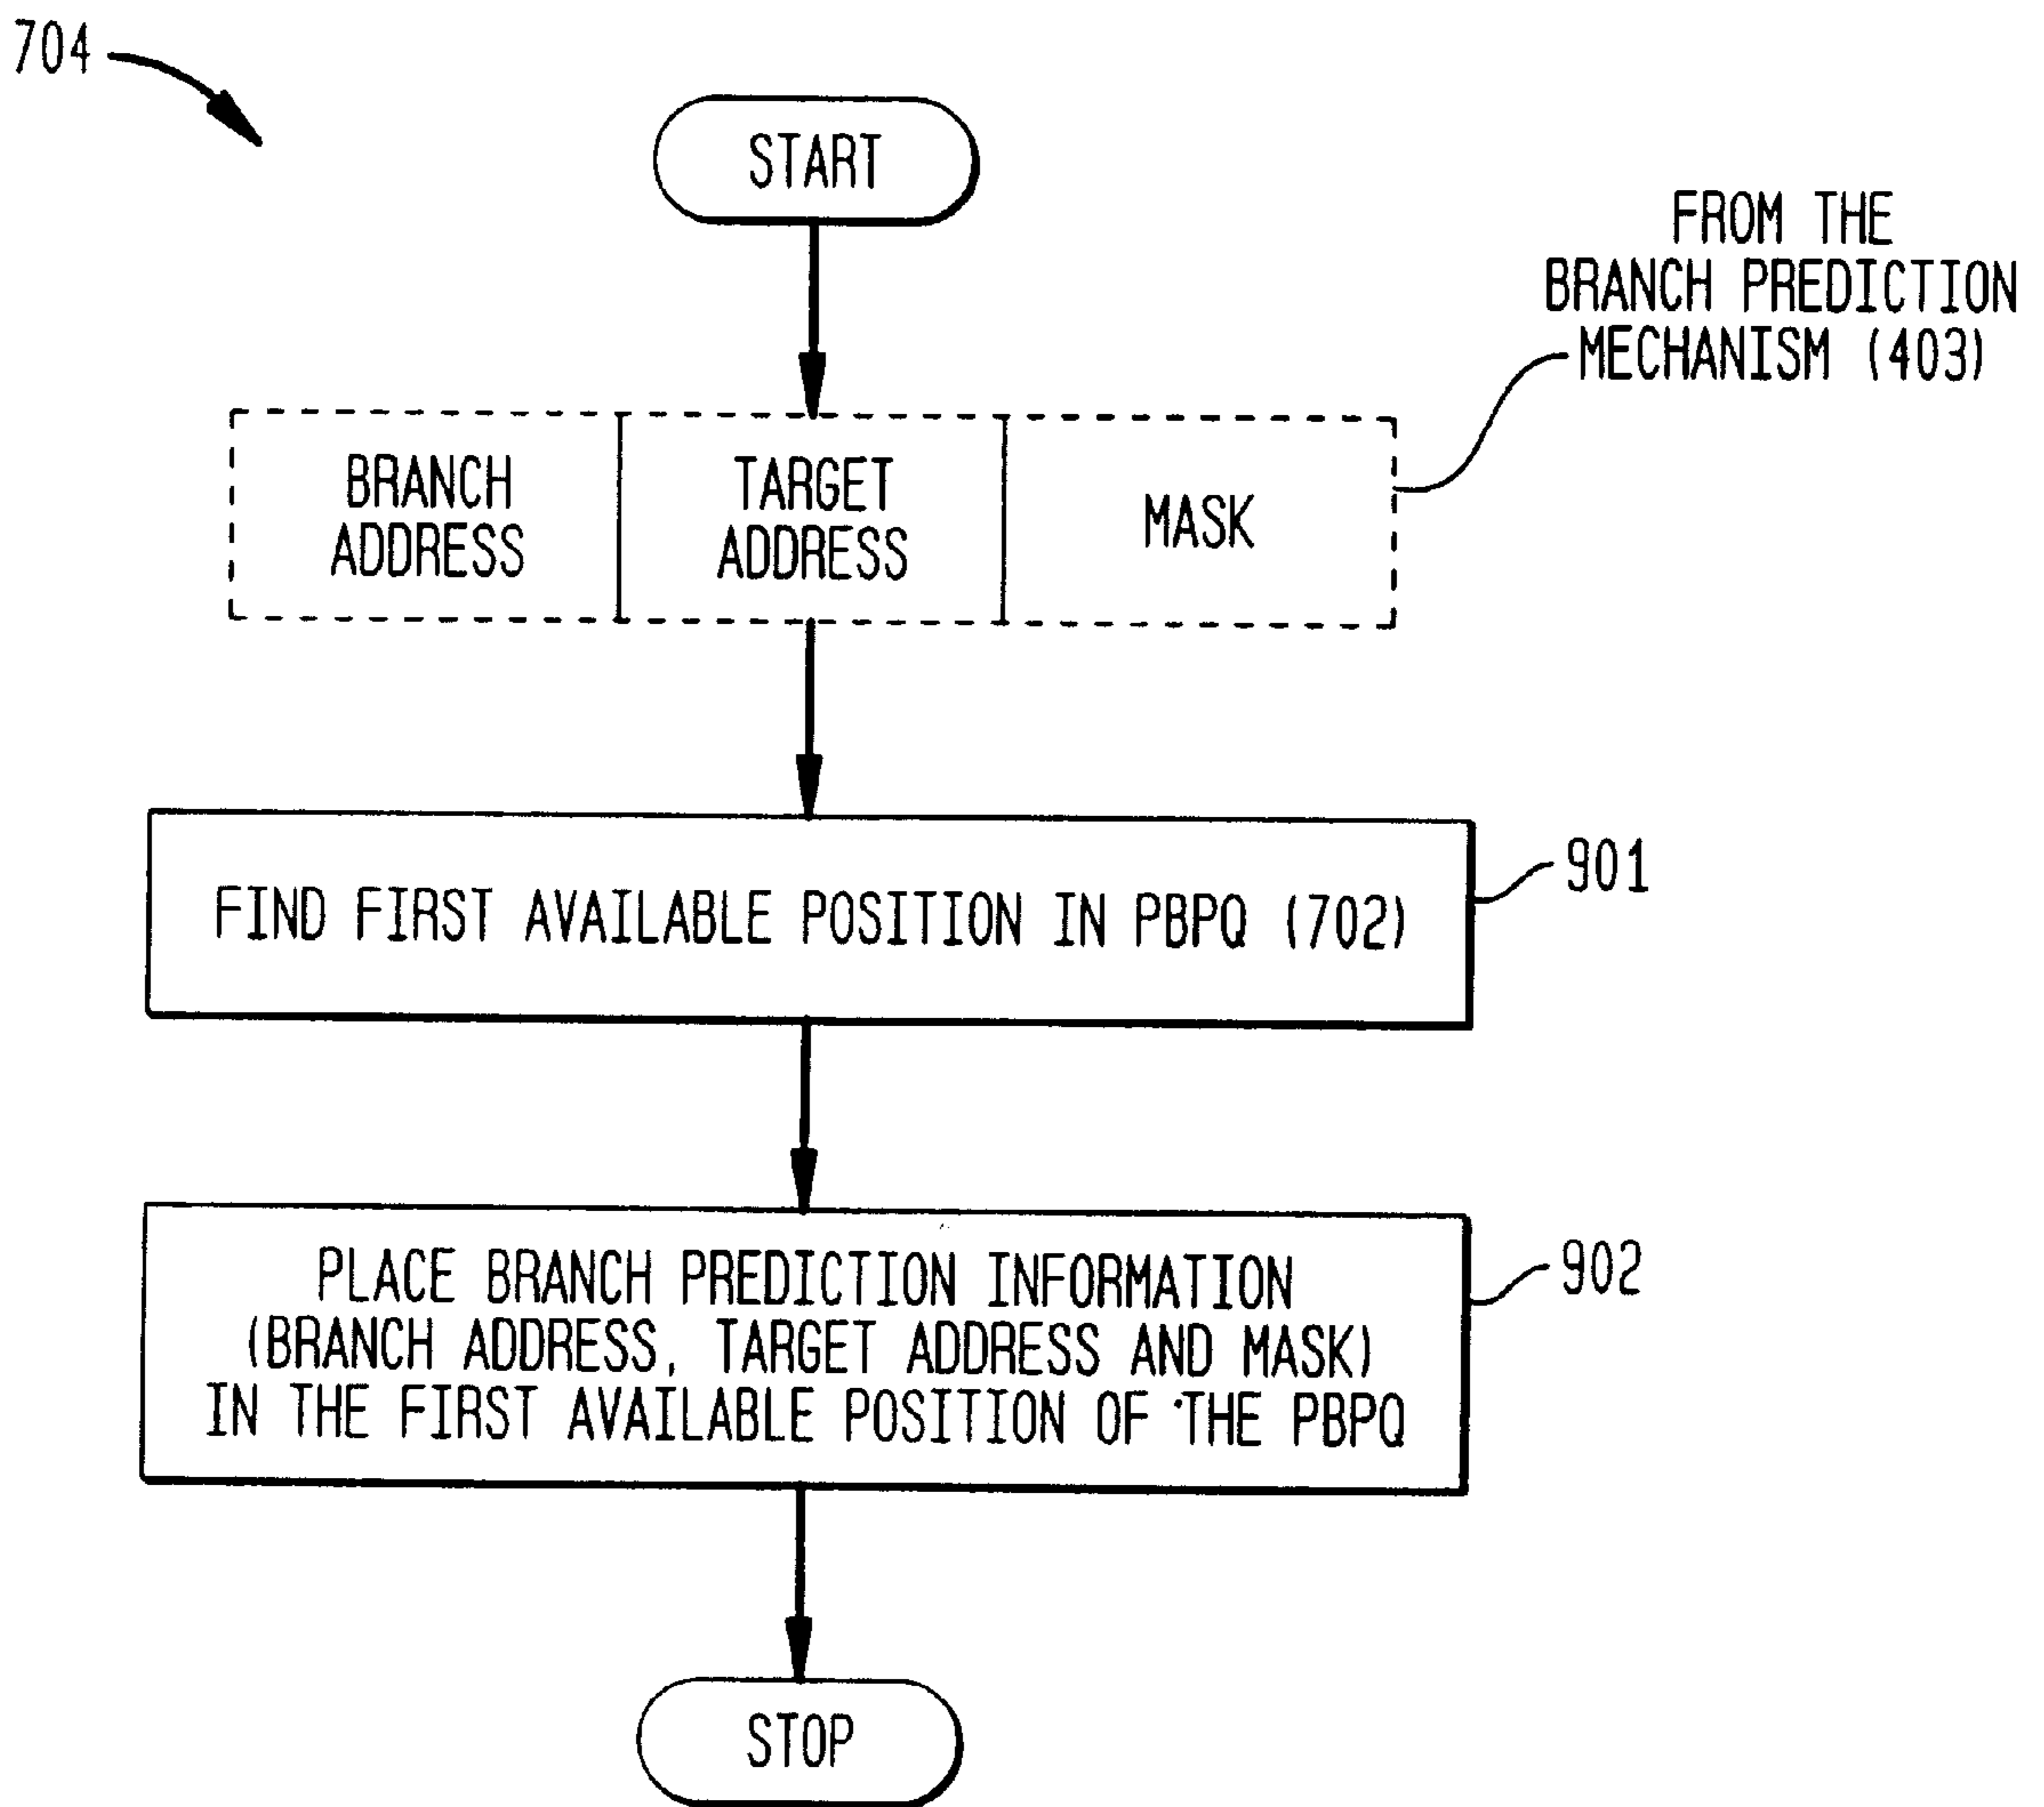 704
START
FROM THE
BRANCH PREDICTION
MECHANISM (403)
BRANCH
ADDRESS
TARGET
ADDRESS
MASK
FIND FIRST AVAILABLE POSITION IN PBPQ (702)
901
PLACE BRANCH PREDICTION INFORMATION
(BRANCH ADDRESS, TARGET ADDRESS AND MASK)
IN THE FIRST AVAILABLE POSITION OF THE PBPQ
902
STOP